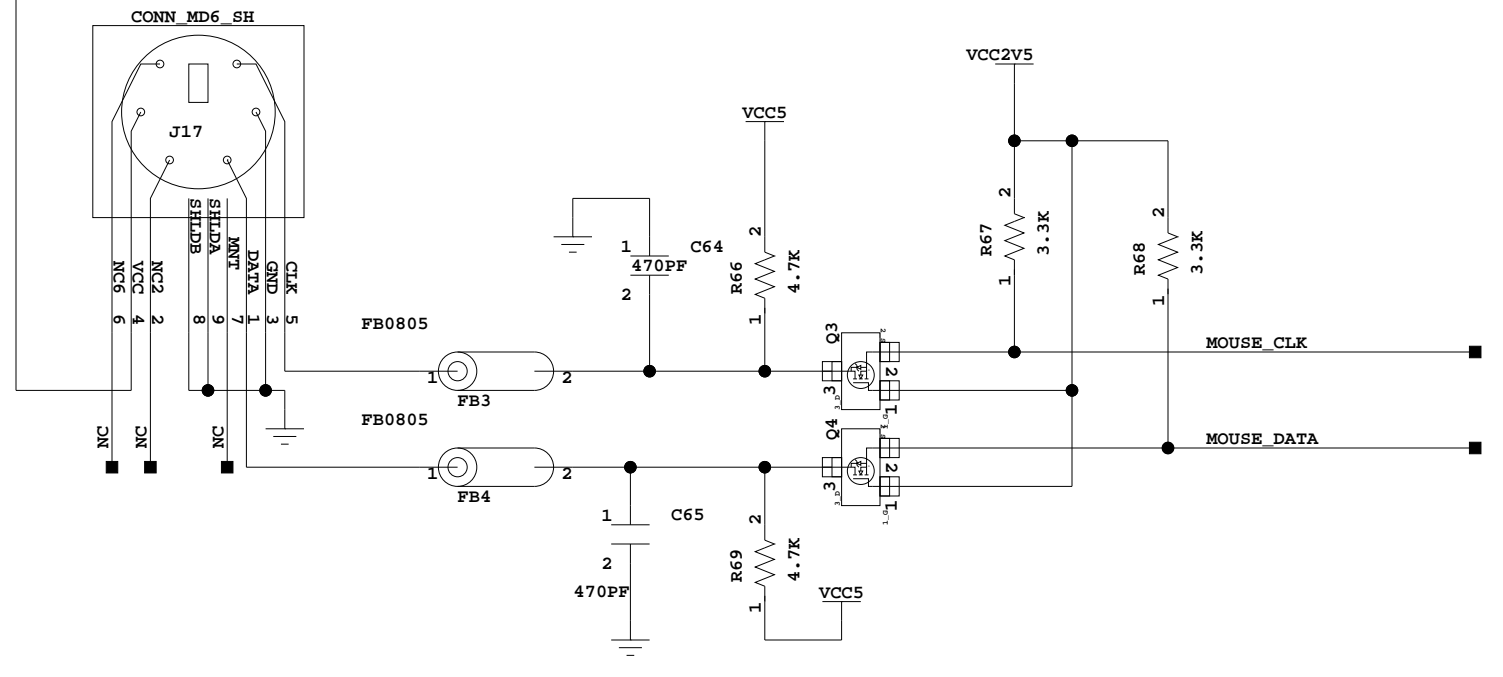 CONN_MD6_SH
J17
NC6 6
VCC 4
NC2 2
SHLDB 8
SHLDA 9
MNT 7
DATA 1
GND 3
CLK 5
NC
NC
NC
FB0805
1
2
FB3
FB0805
1
2
FB4
1
C64
470PF
2
1
C65
2
470PF
VCC5
2
R66
4.7K
1
2
R69
4.7K
1
VCC5
Q3
3
2
1
Q4
3
2
1
3_D
3_D
1_G
VCC2V5
2
R67
3.3K
1
2
R68
3.3K
1
MOUSE_CLK
MOUSE_DATA